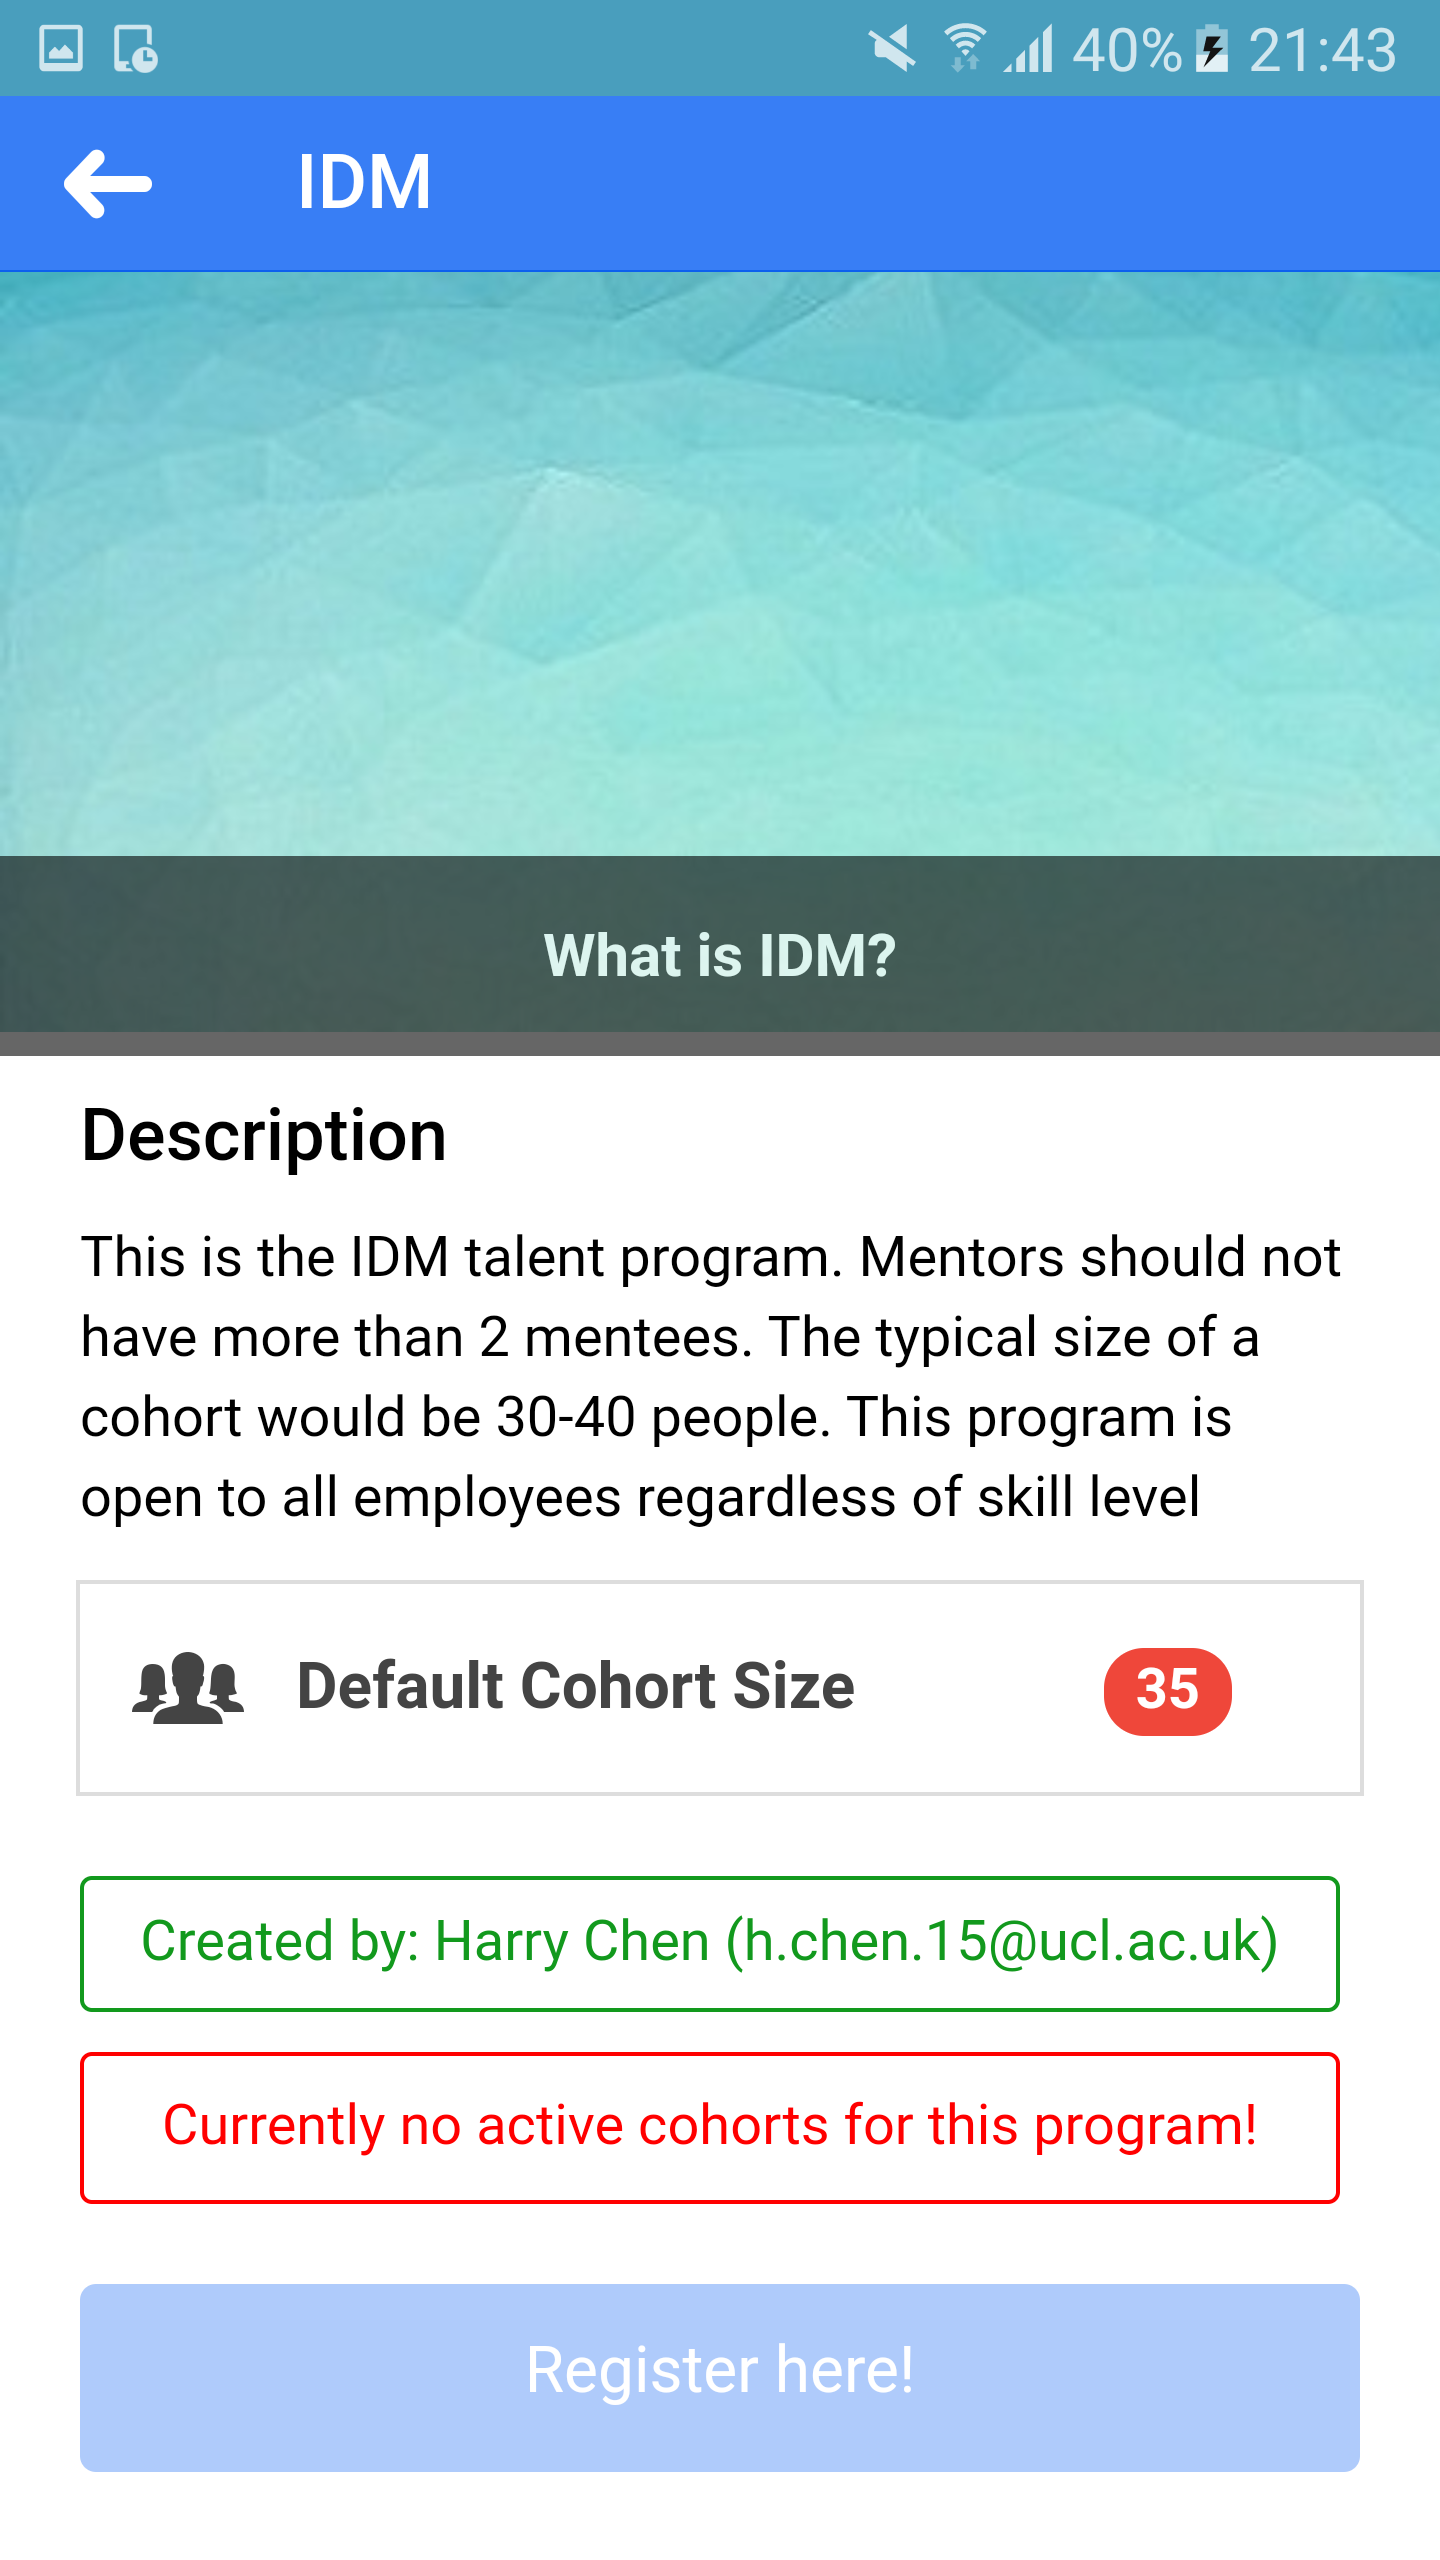 40% 21:43
IDM
What is IDM?
Description
This is the IDM talent program. Mentors should not
have more than 2 mentees. The typical size of a
cohort would be 30-40 people. This program is
open to all employees regardless of skill level
Default Cohort Size 35
Created by: Harry Chen (h.chen.15@ucl.ac.uk)
Currently no active cohorts for this program!
Register here!